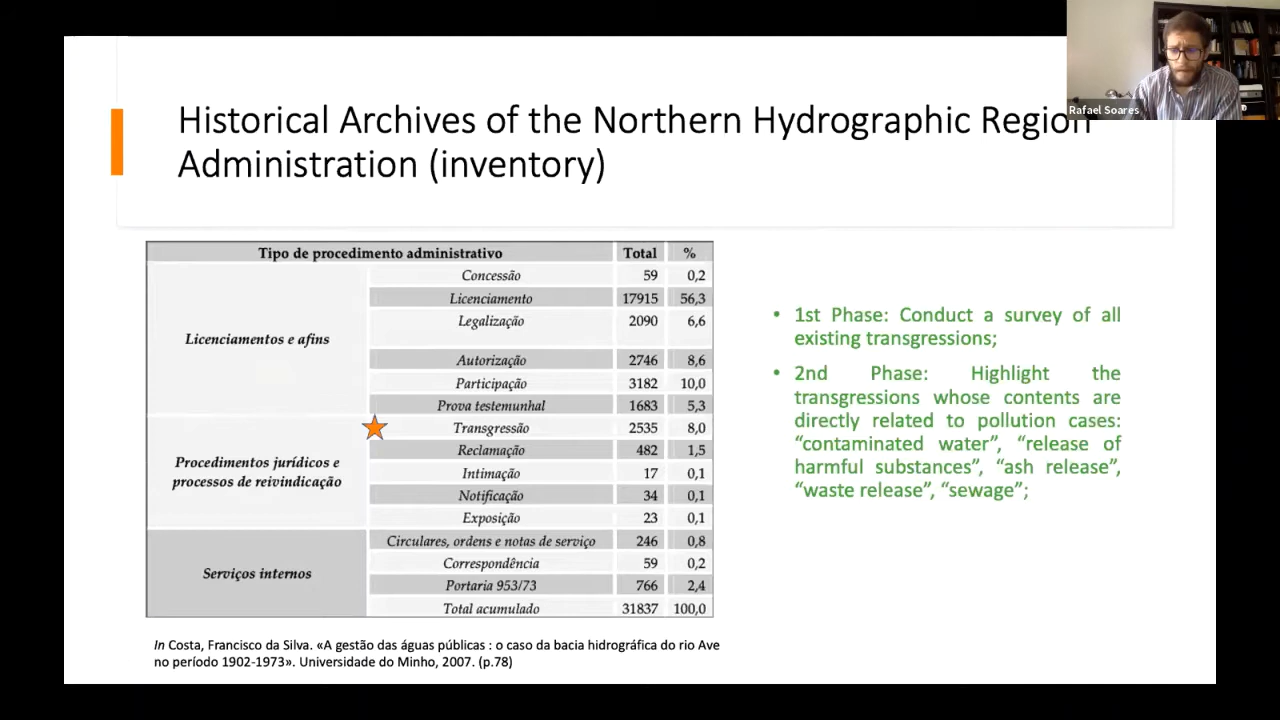 Rafael Soares
Historical Archives of the Northern Hydrographic Region
Administration (inventory)
Tipo de procedimento administrativo Total %
Licenciamentos e afins
Concessão 59 0,2
Licenciamento 17915 56,3
Legalização 2090 6,6
Autorização 2746 8,6
Participação 3182 10,0
Prova testemunhal 1683 5,3
Procedimentos jurídicos e
processos de reivindicação
Transgressão 2535 8,0
Reclamação 482 1,5
Intimação 17 0,1
Notificação 34 0,1
Exposição 23 0,1
Serviços internos
Circulares, ordens e notas de serviço 246 0,8
Correspondência 59 0,2
Portaria 953/73 766 2,4
Total acumulado 31837 100,0
In Costa, Francisco da Silva. «A gestão das águas públicas : o caso da bacia hidrográfica do rio Ave
no período 1902-1973». Universidade do Minho, 2007. (p.78)
• 1st Phase: Conduct a survey of all
existing transgressions;
• 2nd Phase: Highlight the
transgressions whose contents are
directly related to pollution cases:
“contaminated water”, “release of
harmful substances”, “ash release”,
“waste release”, “sewage”;